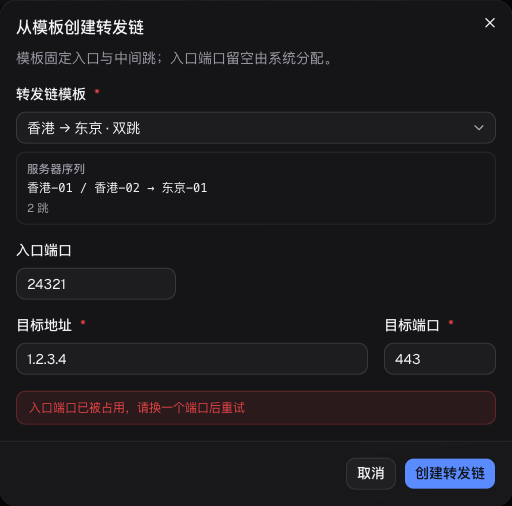 从模板创建转发链
模板固定入口与中间跳；入口端口留空由系统分配。
转发链模板 *
香港 → 东京 · 双跳
服务器序列
香港-01 / 香港-02 → 东京-01
2 跳
入口端口
24321
目标地址 * 目标端口 *
1.2.3.4 443
入口端口已被占用，请换一个端口后重试
取消 创建转发链